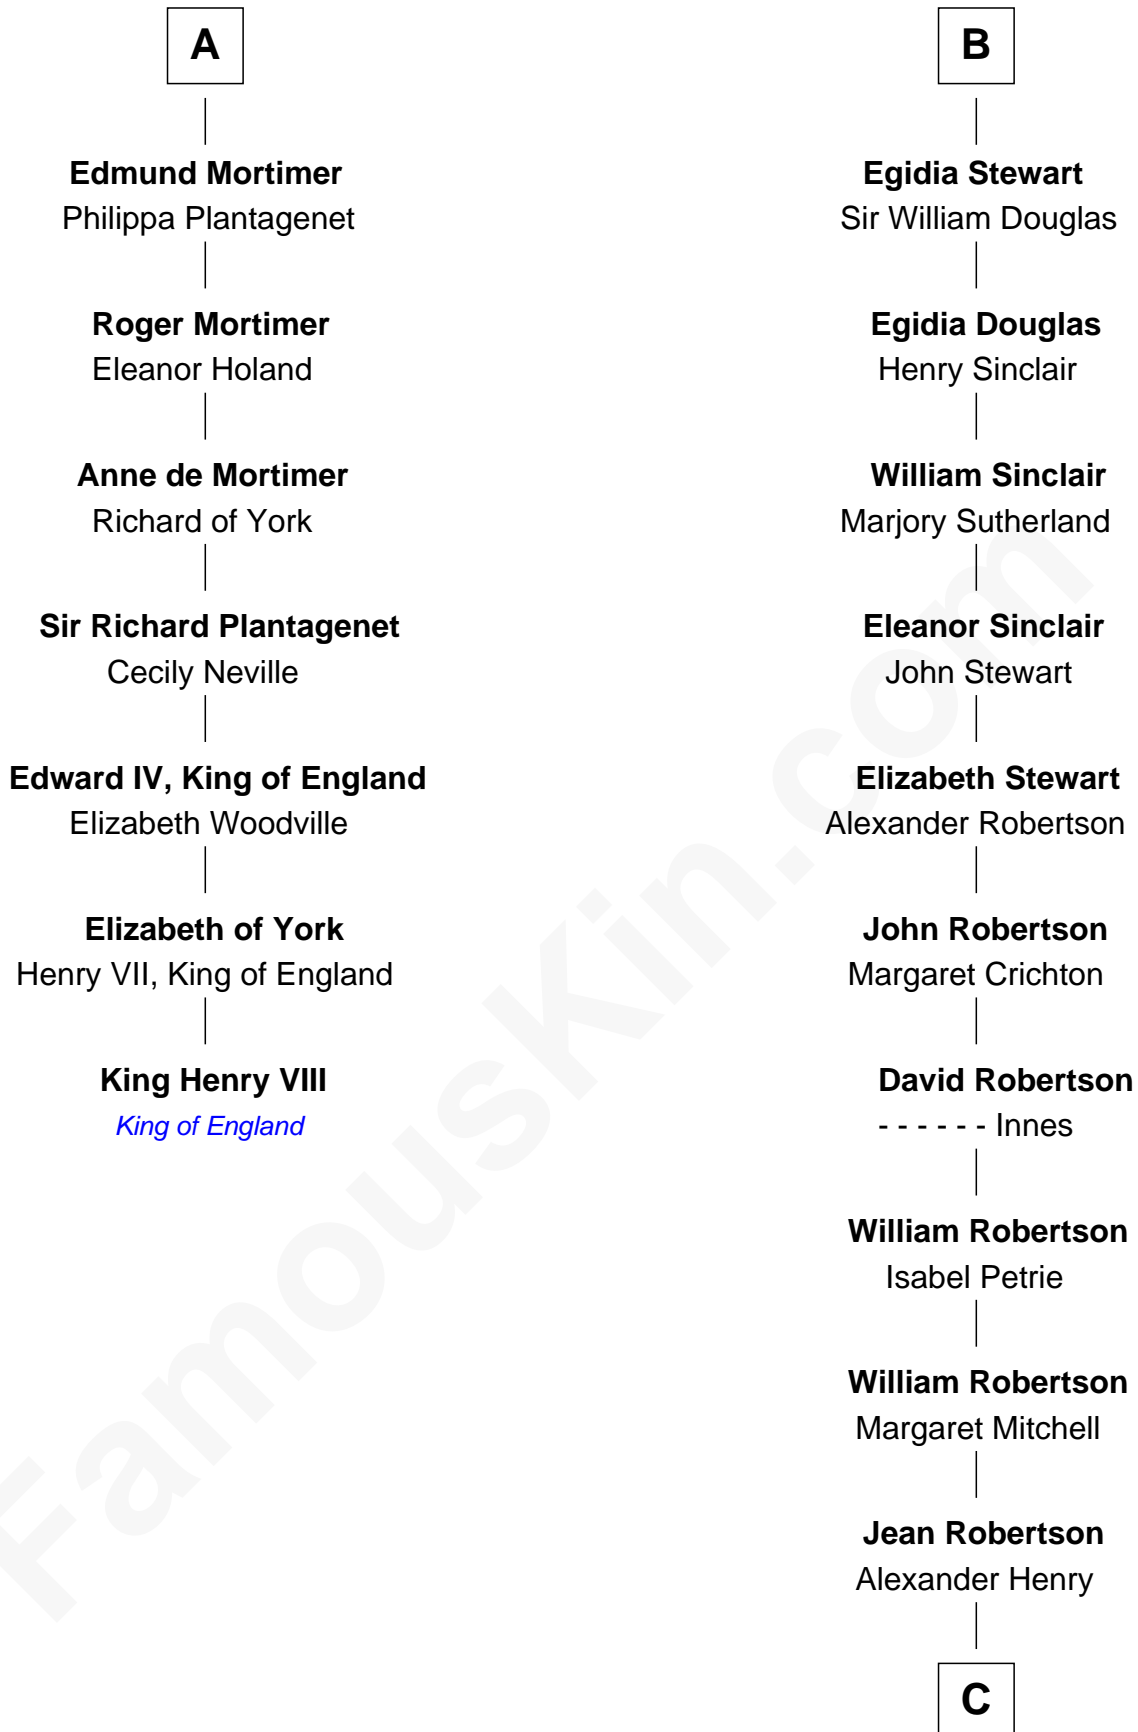 A
Edmund Mortimer
Philippa Plantagenet
Roger Mortimer
Eleanor Holand
Anne de Mortimer
Richard of York
Sir Richard Plantagenet
Cecily Neville
Edward IV, King of England
Elizabeth Woodville
Elizabeth of York
Henry VII, King of England
King Henry VIII
King of England
B
Egidia Stewart
Sir William Douglas
Egidia Douglas
Henry Sinclair
William Sinclair
Marjory Sutherland
Eleanor Sinclair
John Stewart
Elizabeth Stewart
Alexander Robertson
John Robertson
Margaret Crichton
David Robertson
- - - - - - Innes
William Robertson
Isabel Petrie
William Robertson
Margaret Mitchell
Jean Robertson
Alexander Henry
C
FamousKin.com